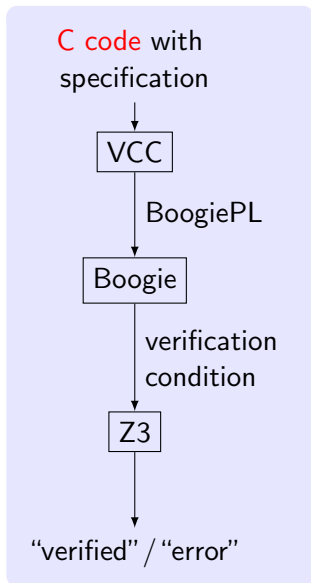 C code with
specification
VCC
BoogiePL
Boogie
verification
condition
Z3
“verified” / “error”